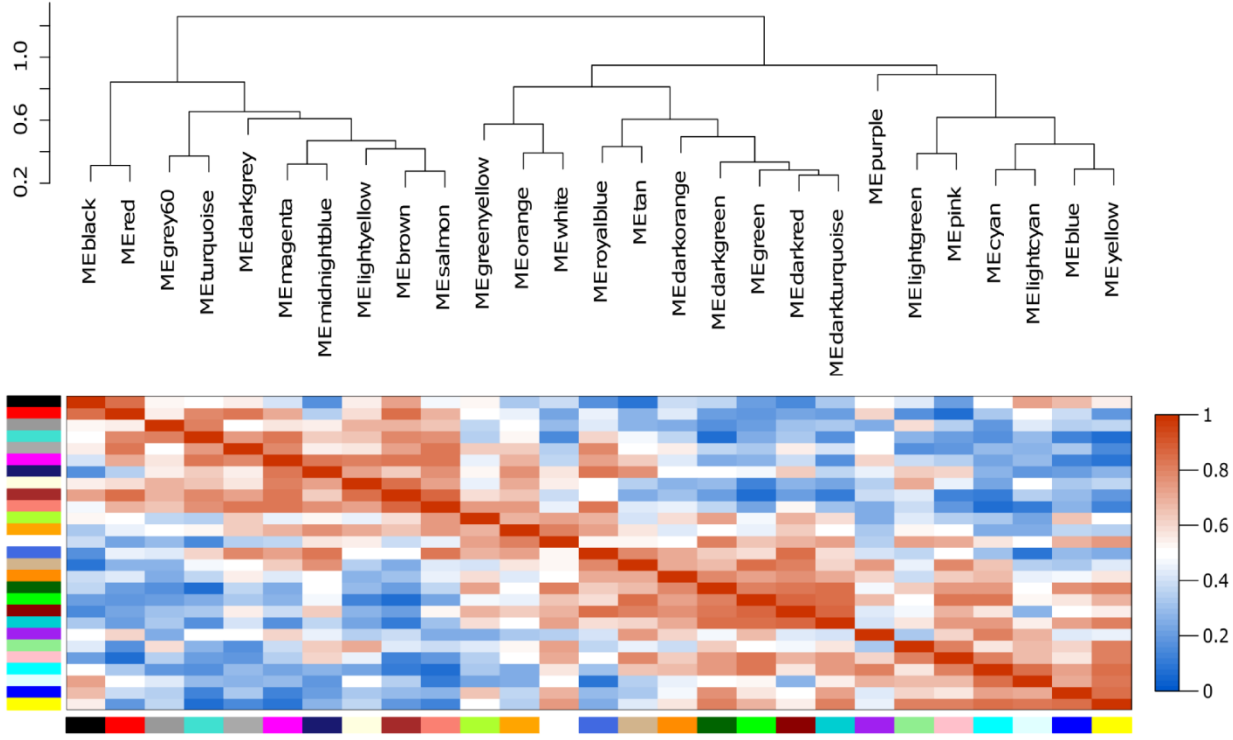 1.0
0.6
0.2
MEblack
MEred
MEgrey60
MEturquoise
MEdarkgrey
MEmagenta
MEmidnightblue
MElightyellow
MEbrown
MEsalmon
MEgreenyellow
MEorange
MEwhite
MEroyalblue
MEtan
MEdarkorange
MEdarkgreen
MEgreen
MEdarkred
MEdarkturquoise
MEpurple
MElightgreen
MEpink
MEcyan
MElightcyan
MEblue
MEyellow
1
0.8
0.6
0.4
0.2
0